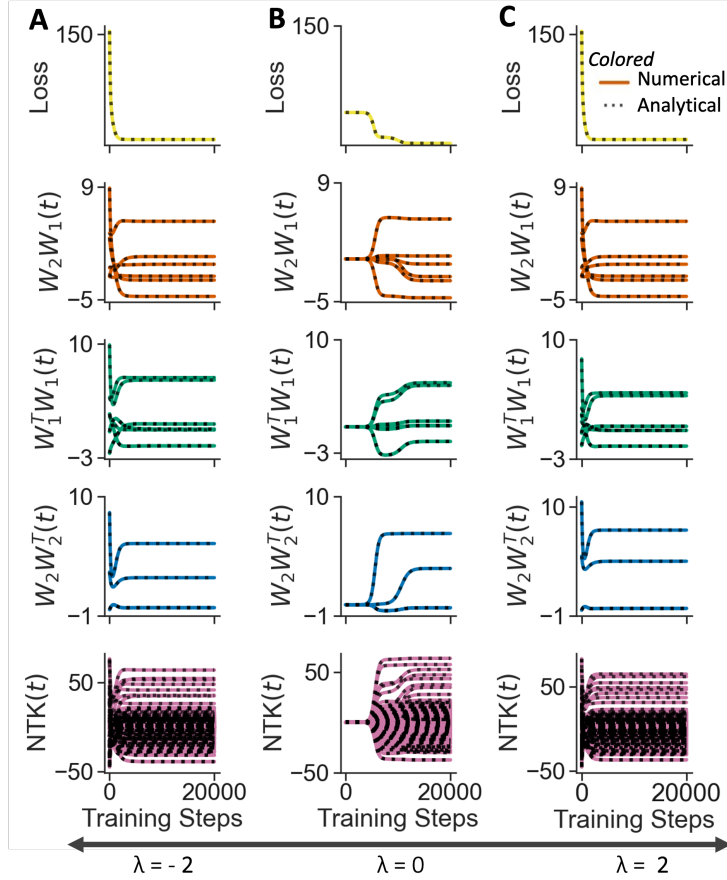 A B C
150 150 150
Loss Loss Loss
Colored
Numerical
Analytical
9 9 9
W₂W₁(t) W₂W₁(t) W₂W₁(t)
−5 −5 −5
10 10 10
W₁ᵀW₁(t) W₁ᵀW₁(t) W₁ᵀW₁(t)
−3 −3 −3
10 10 10
W₂W₂ᵀ(t) W₂W₂ᵀ(t) W₂W₂ᵀ(t)
−1 −1 −1
50 50 50
NTK(t) NTK(t) NTK(t)
−50 −50 −50
0 20000 0 20000 0 20000
Training Steps Training Steps Training Steps
λ = - 2 λ = 0 λ = 2